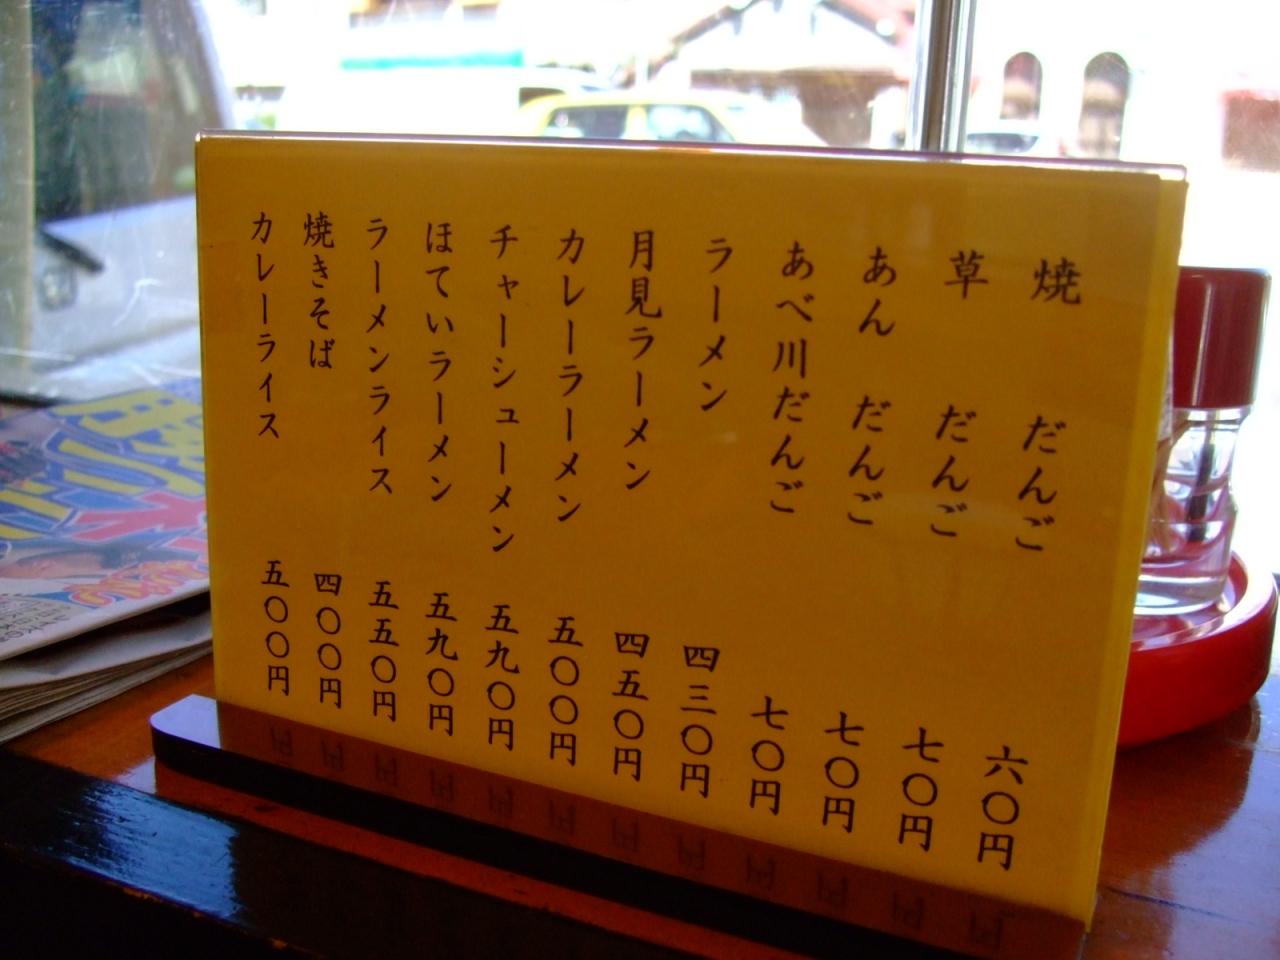 焼 だんご 六〇円
草 だんご 七〇円
あん だんご 七〇円
あべ川だんご 七〇円
ラーメン 四三〇円
月見ラーメン 四五〇円
カレーラーメン 五〇〇円
チャーシューメン 五九〇円
ほていラーメン 五九〇円
ラーメンライス 五五〇円
焼きそば 四〇〇円
カレーライス 五〇〇円